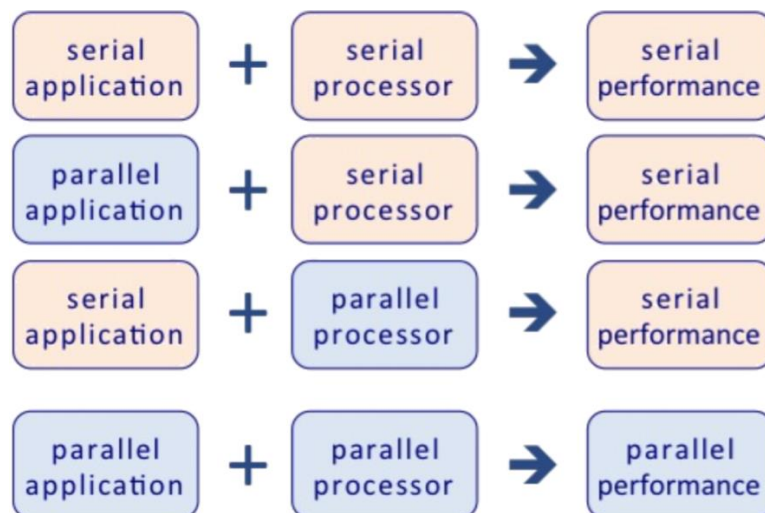 serial application + serial processor ➔ serial performance
parallel application + serial processor ➔ serial performance
serial application + parallel processor ➔ serial performance
parallel application + parallel processor ➔ parallel performance